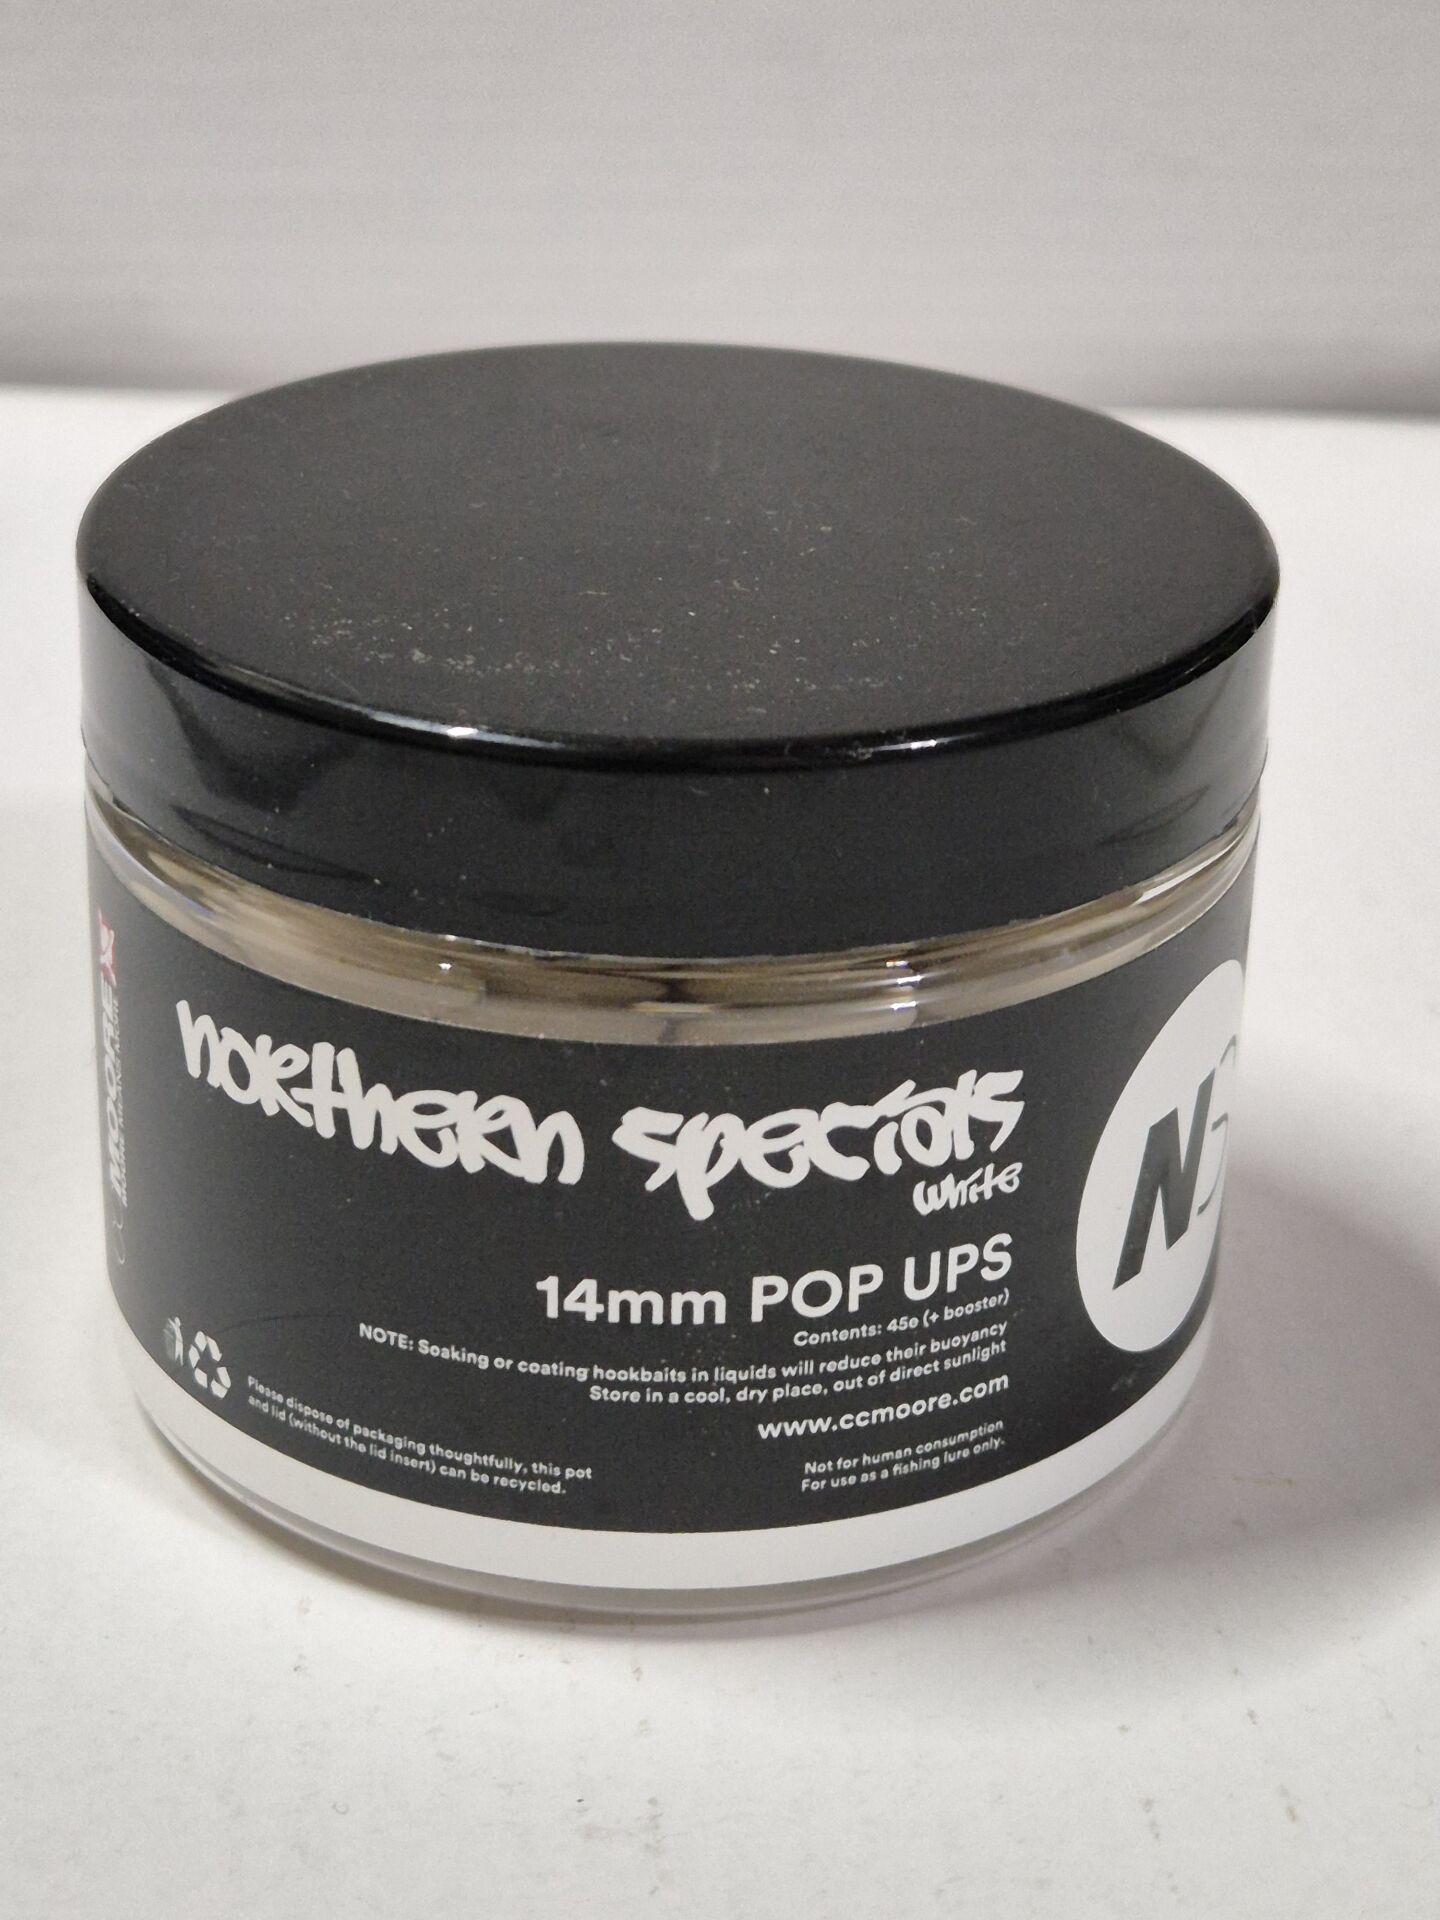 northern specials
white
14mm POP UPS
Contents: 45e (+ booster)
NOTE: Soaking or coating hookbaits in liquids will reduce their buoyancy
Store in a cool, dry place, out of direct sunlight
www.ccmoore.com
Not for human consumption
For use as a fishing lure only.
Please dispose of packaging thoughtfully, this pot
and lid (without the lid insert) can be recycled.
MOORE
NS